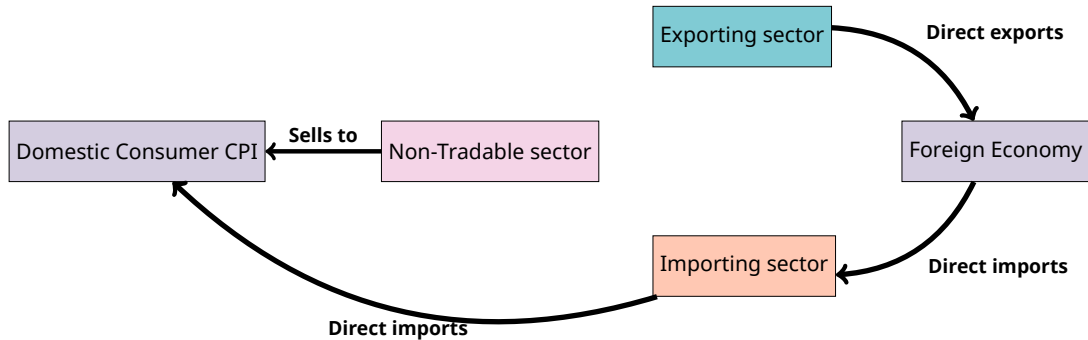 Exporting sector
Direct exports
Domestic Consumer CPI
Sells to
Non-Tradable sector
Foreign Economy
Importing sector
Direct imports
Direct imports